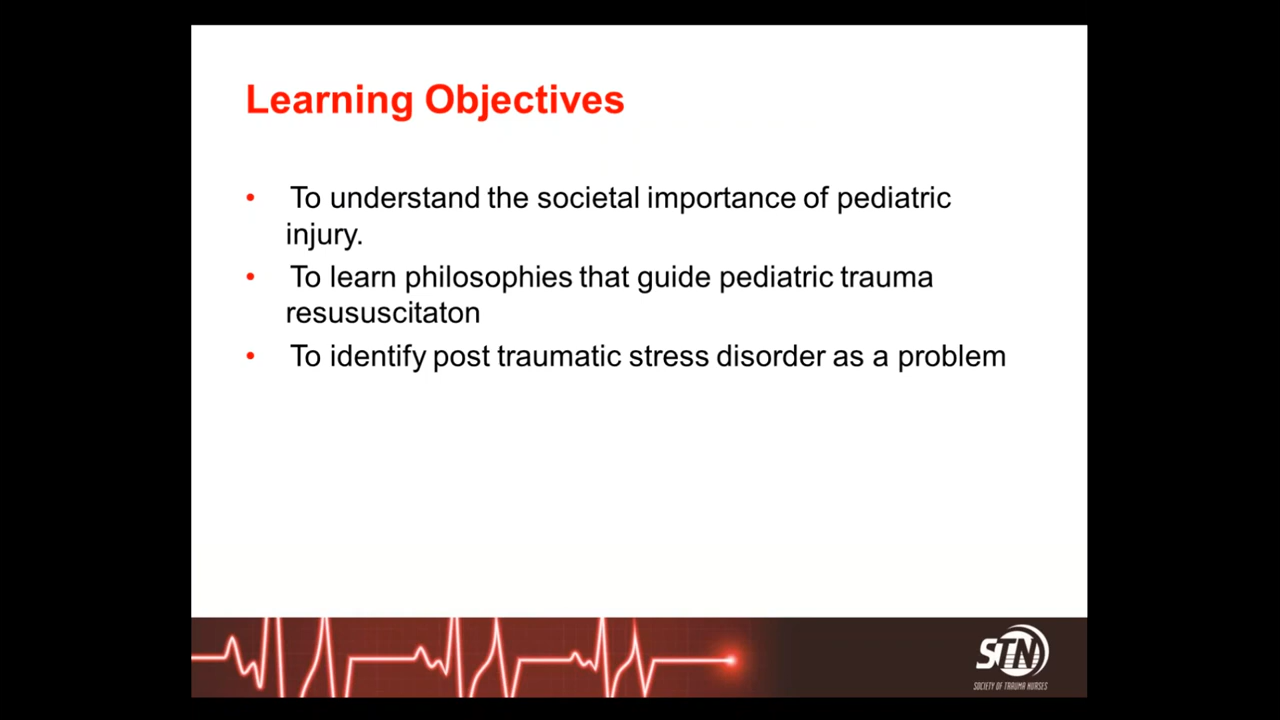 Learning Objectives
• To understand the societal importance of pediatric
injury.
• To learn philosophies that guide pediatric trauma
resususcitaton
• To identify post traumatic stress disorder as a problem
STN
SOCIETY OF TRAUMA NURSES